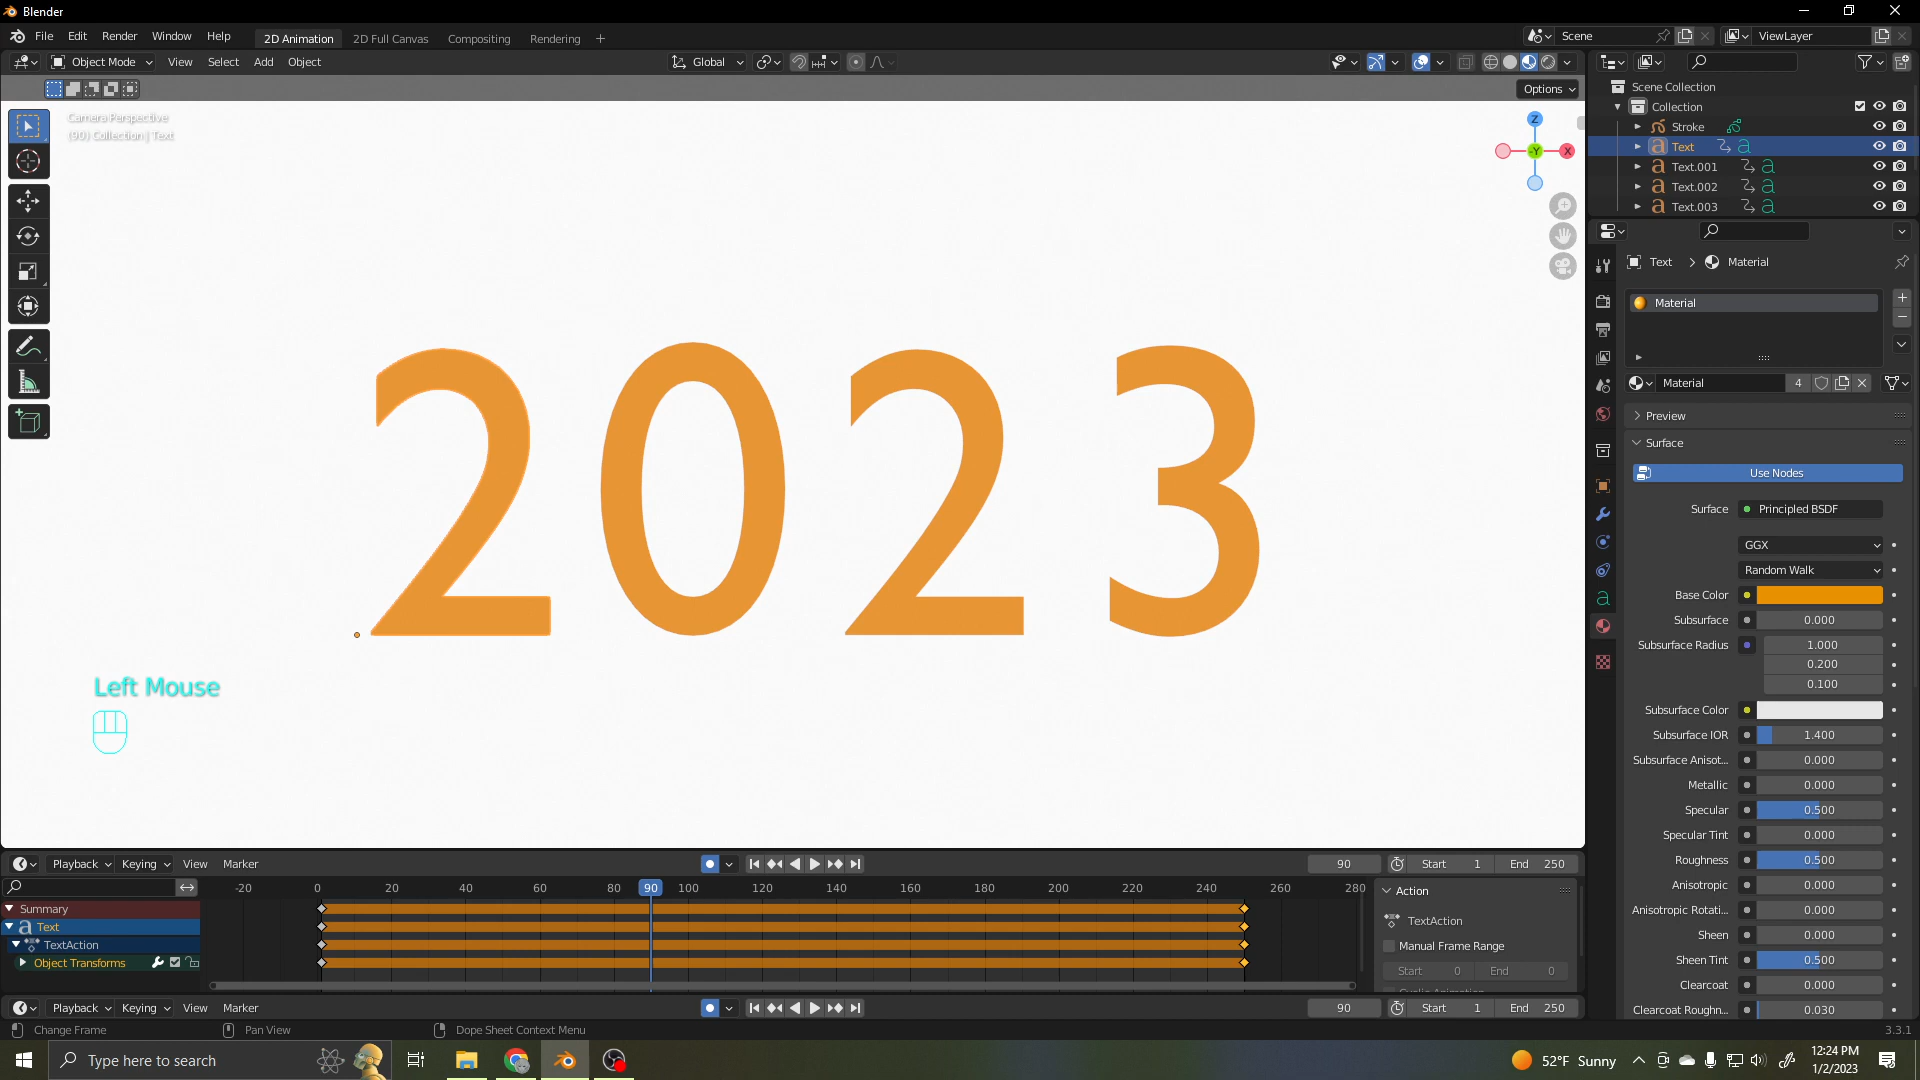 Blender
File Edit Render Window Help
2D Animation 2D Full Canvas Compositing Rendering +
Scene ViewLayer
Object Mode View Select Add Object
Global
Options
Camera Perspective
(90) Collection | Text
Z
-Y X
2023
Left Mouse
Scene Collection
Collection
Stroke
Text
Text.001
Text.002
Text.003
Text > Material
Material
Material 4
Preview
Surface
Use Nodes
Surface Principled BSDF
GGX
Random Walk
Base Color
Subsurface 0.000
Subsurface Radius 1.000
0.200
0.100
Subsurface Color
Subsurface IOR 1.400
Subsurface Anisot... 0.000
Metallic 0.000
Specular 0.500
Specular Tint 0.000
Roughness 0.500
Anisotropic 0.000
Anisotropic Rotati... 0.000
Sheen 0.000
Sheen Tint 0.500
Clearcoat 0.000
Clearcoat Roughn... 0.030
Playback Keying View Marker
90 Start 1 End 250
-20 0 20 40 60 80 90 100 120 140 160 180 200 220 240 260 280
Summary
Text
TextAction
Object Transforms
Action
TextAction
Manual Frame Range
Start 0 End 0
Playback Keying View Marker
90 Start 1 End 250
Change Frame Pan View Dope Sheet Context Menu
3.3.1
Type here to search
52°F Sunny
12:24 PM
1/2/2023